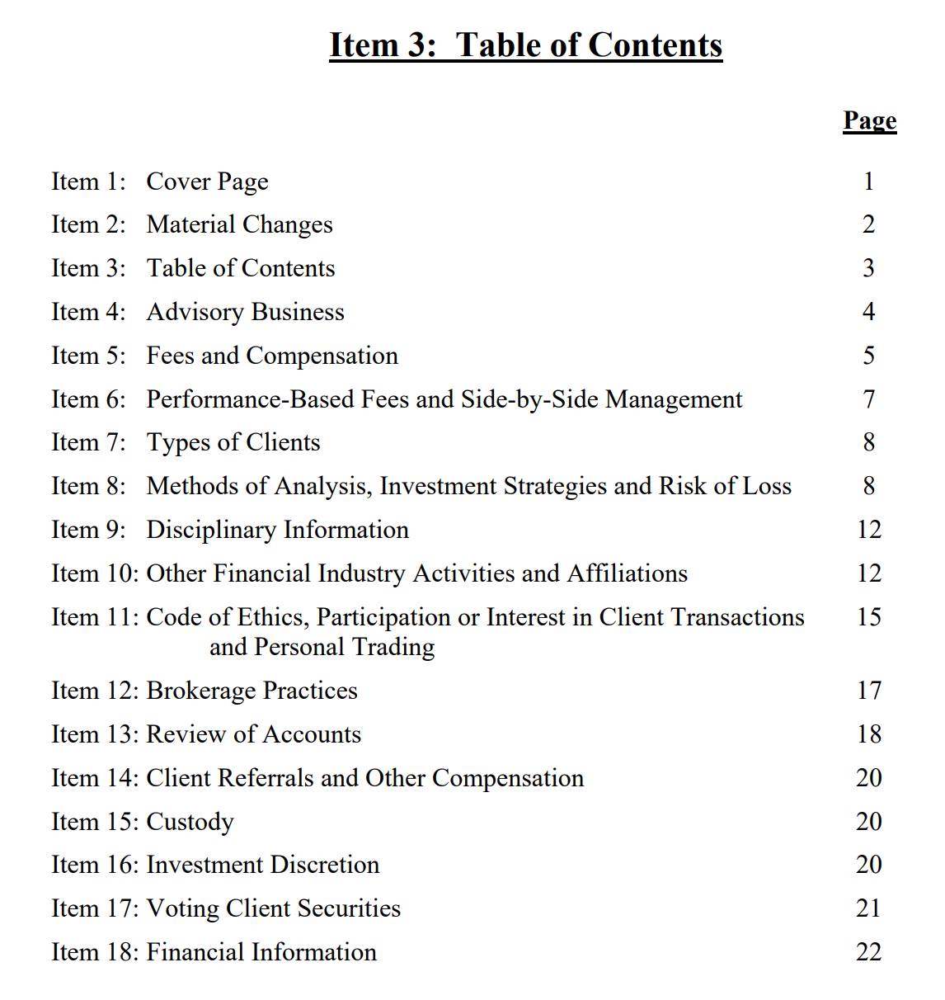 Item 3:  Table of Contents
Page
Item 1:   Cover Page 1
Item 2:   Material Changes 2
Item 3:   Table of Contents 3
Item 4:   Advisory Business 4
Item 5:   Fees and Compensation 5
Item 6:   Performance-Based Fees and Side-by-Side Management 7
Item 7:   Types of Clients 8
Item 8:   Methods of Analysis, Investment Strategies and Risk of Loss 8
Item 9:   Disciplinary Information 12
Item 10: Other Financial Industry Activities and Affiliations 12
Item 11: Code of Ethics, Participation or Interest in Client Transactions 15
and Personal Trading
Item 12: Brokerage Practices 17
Item 13: Review of Accounts 18
Item 14: Client Referrals and Other Compensation 20
Item 15: Custody 20
Item 16: Investment Discretion 20
Item 17: Voting Client Securities 21
Item 18: Financial Information 22